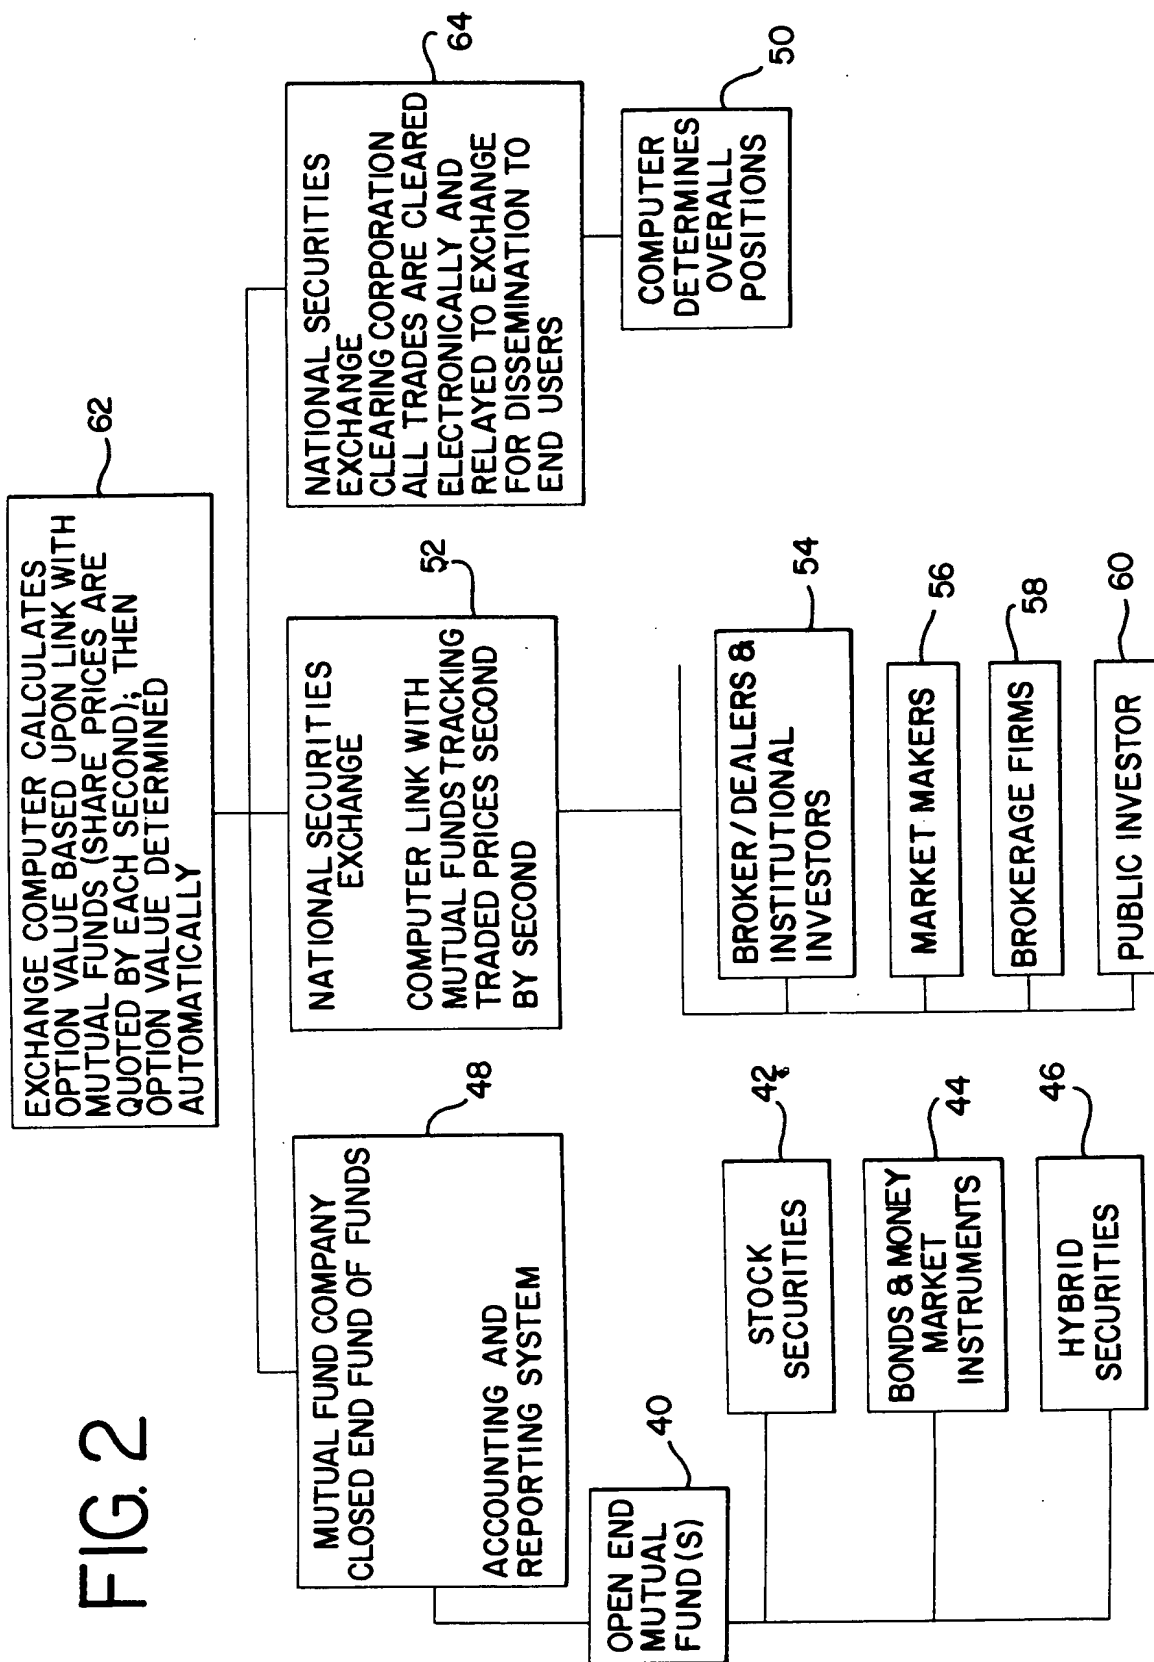 FIG. 2
EXCHANGE COMPUTER CALCULATES
OPTION VALUE BASED UPON LINK WITH
MUTUAL FUNDS (SHARE PRICES ARE
QUOTED BY EACH SECOND); THEN
OPTION VALUE DETERMINED
AUTOMATICALLY
62
MUTUAL FUND COMPANY
CLOSED END FUND OF FUNDS
ACCOUNTING AND
REPORTING SYSTEM
48
NATIONAL SECURITIES
EXCHANGE
COMPUTER LINK WITH
MUTUAL FUNDS TRACKING
TRADED PRICES SECOND
BY SECOND
52
NATIONAL SECURITIES
EXCHANGE
CLEARING CORPORATION
ALL TRADES ARE CLEARED
ELECTRONICALLY AND
RELAYED TO EXCHANGE
FOR DISSEMINATION TO
END USERS
64
OPEN END
MUTUAL
FUND(S)
40
STOCK
SECURITIES
42
BONDS & MONEY
MARKET
INSTRUMENTS
44
HYBRID
SECURITIES
46
BROKER/DEALERS &
INSTITUTIONAL
INVESTORS
54
MARKET MAKERS
56
BROKERAGE FIRMS
58
PUBLIC INVESTOR
60
COMPUTER
DETERMINES
OVERALL
POSITIONS
50